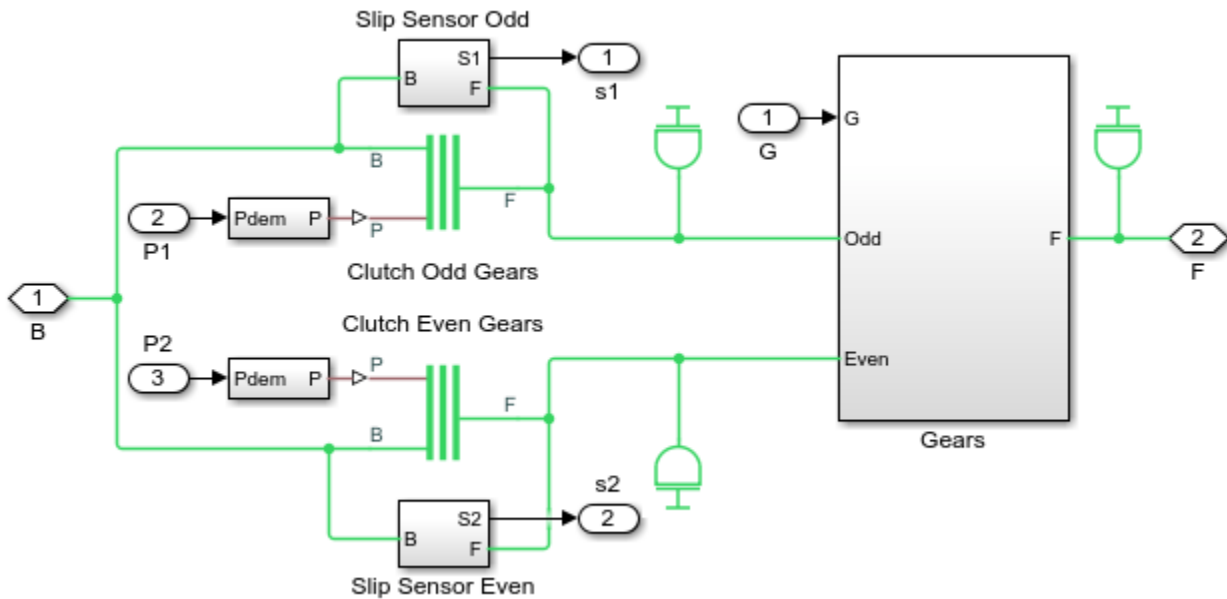 Slip Sensor Odd
B
S1
F
1
s1
B
P
F
2
P1
Pdem
P
Clutch Odd Gears
1
G
G
Odd
Even
F
Gears
2
F
1
B
Clutch Even Gears
P2
3
Pdem
P
P
B
F
s2
2
B
S2
F
Slip Sensor Even